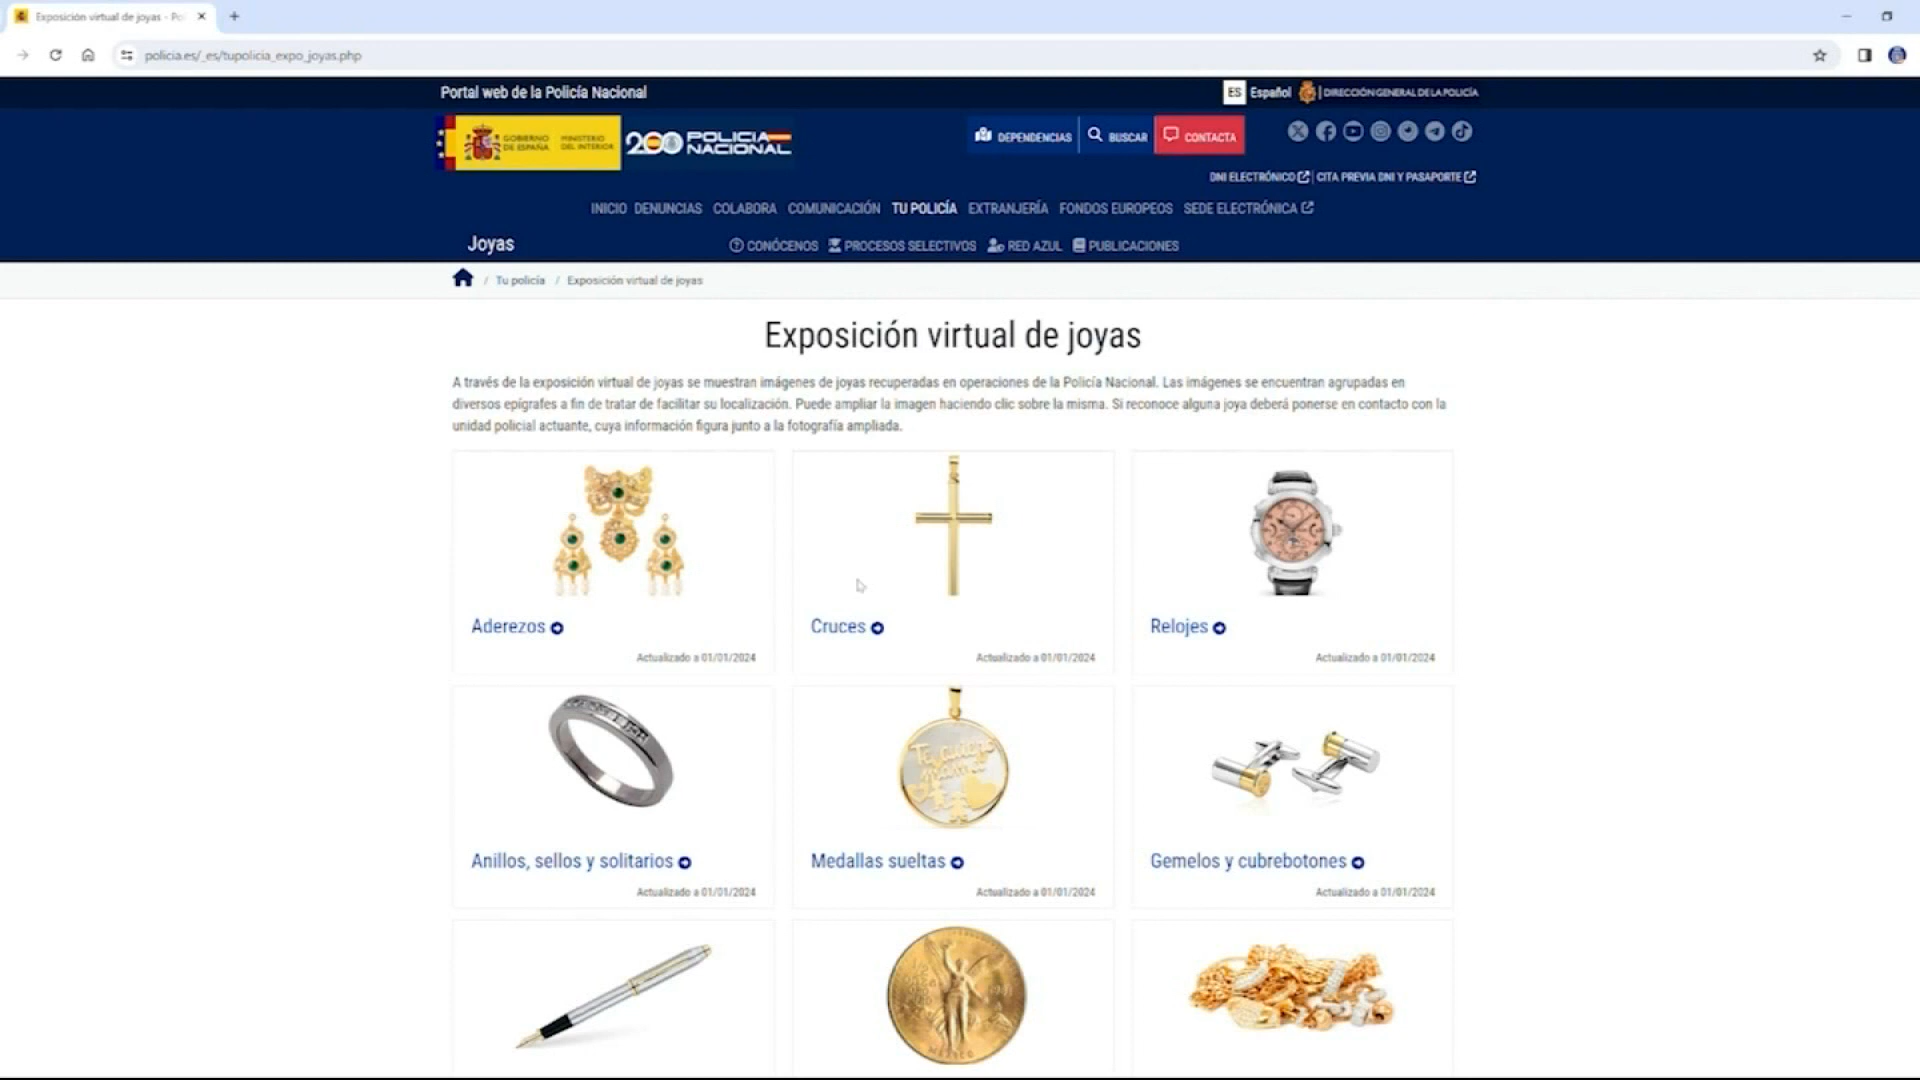 Exposición virtual de joyas - Po
policia.es/_es/tupolicia_expo_joyas.php
Portal web de la Policía Nacional
ES Español | DIRECCIÓN GENERAL DE LA POLICÍA
GOBIERNO DE ESPAÑA MINISTERIO DEL INTERIOR
200 POLICIA NACIONAL
DEPENDENCIAS BUSCAR CONTACTA
DNI ELECTRÓNICO | CITA PREVIA DNI Y PASAPORTE
INICIO DENUNCIAS COLABORA COMUNICACIÓN TU POLICÍA EXTRANJERÍA FONDOS EUROPEOS SEDE ELECTRÓNICA
Joyas CONÓCENOS PROCESOS SELECTIVOS RED AZUL PUBLICACIONES
/ Tu policía / Exposición virtual de joyas
Exposición virtual de joyas
A través de la exposición virtual de joyas se muestran imágenes de joyas recuperadas en operaciones de la Policía Nacional. Las imágenes se encuentran agrupadas en
diversos epígrafes a fin de tratar de facilitar su localización. Puede ampliar la imagen haciendo clic sobre la misma. Si reconoce alguna joya deberá ponerse en contacto con la
unidad policial actuante, cuya información figura junto a la fotografía ampliada.
Aderezos
Actualizado a 01/01/2024
Cruces
Actualizado a 01/01/2024
Relojes
Actualizado a 01/01/2024
Te quiero
mamá
Anillos, sellos y solitarios
Actualizado a 01/01/2024
Medallas sueltas
Actualizado a 01/01/2024
Gemelos y cubrebotones
Actualizado a 01/01/2024
MEXICO